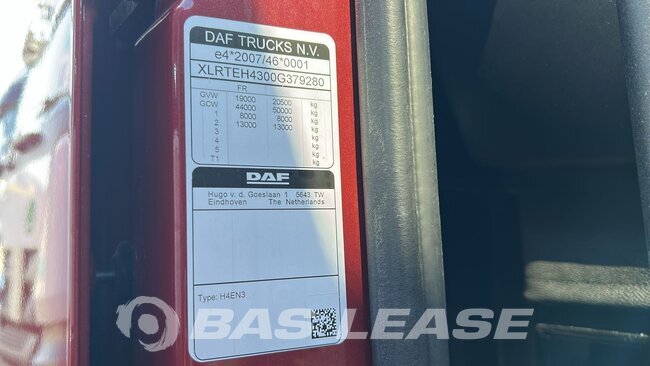 DAF TRUCKS N.V.
e4*2007/46*0001
XLRTEH4300G379280
FR
GVW 19000 20500 kg
GCW 44000 50000 kg
1 8000 8000 kg
2 13000 13000 kg
3 kg
4 kg
5 kg
T1 kg
DAF
Hugo v. d. Goeslaan 1 5643 TW
Eindhoven The Netherlands
Type: H4EN3
BAS LEASE